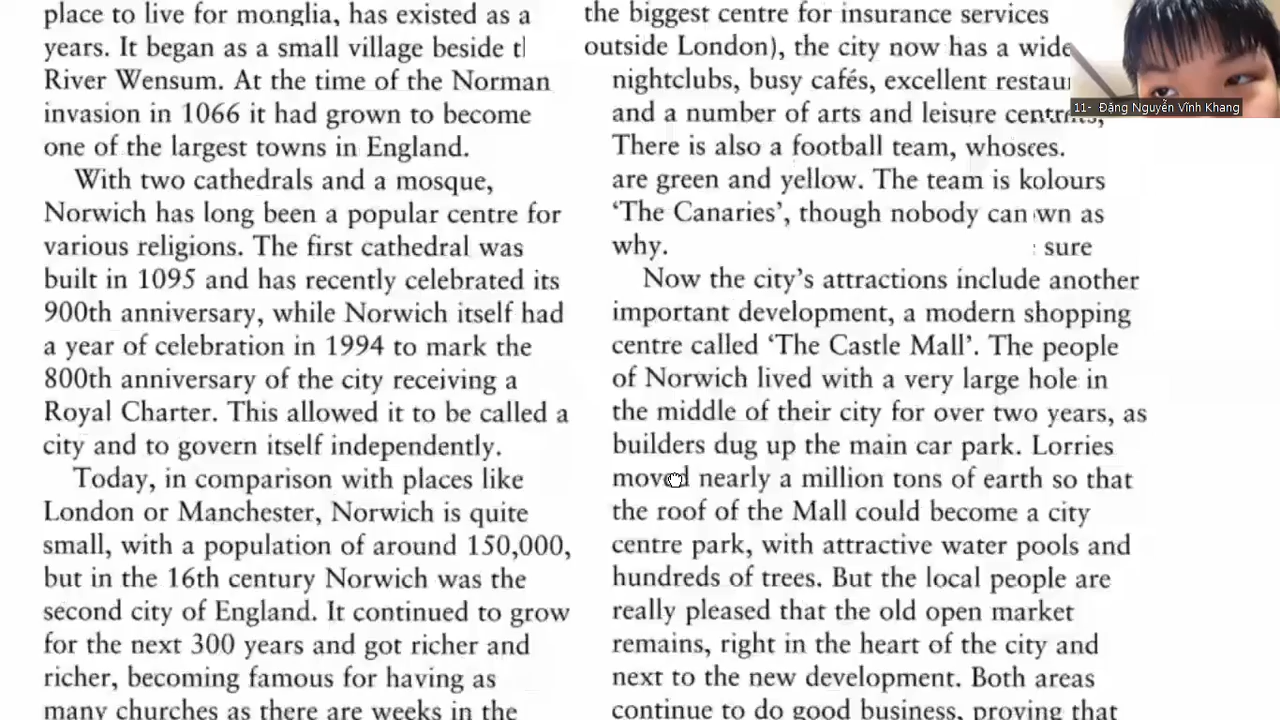 place to live for monglia, has existed as a
years. It began as a small village beside
River Wensum. At the time of the Norman
invasion in 1066 it had grown to become
one of the largest towns in England.
With two cathedrals and a mosque,
Norwich has long been a popular centre for
various religions. The first cathedral was
built in 1095 and has recently celebrated its
900th anniversary, while Norwich itself had
a year of celebration in 1994 to mark the
800th anniversary of the city receiving a
Royal Charter. This allowed it to be called a
city and to govern itself independently.
Today, in comparison with places like
London or Manchester, Norwich is quite
small, with a population of around 150,000,
but in the 16th century Norwich was the
second city of England. It continued to grow
for the next 300 years and got richer and
richer, becoming famous for having as
many churches as there are weeks in the
the biggest centre for insurance services
outside London), the city now has a wide
nightclubs, busy cafés, excellent
and a number of arts and leisure
There is also a football team,
are green and yellow. The team is
'The Canaries', though nobody can wn as
why. sure
Now the city's attractions include another
important development, a modern shopping
centre called 'The Castle Mall'. The people
of Norwich lived with a very large hole in
the middle of their city for over two years, as
builders dug up the main car park. Lorries
moved nearly a million tons of earth so that
the roof of the Mall could become a city
centre park, with attractive water pools and
hundreds of trees. But the local people are
really pleased that the old open market
remains, right in the heart of the city and
next to the new development. Both areas
continue to do good business, proving that
11- Đặng Nguyễn Vĩnh Khang